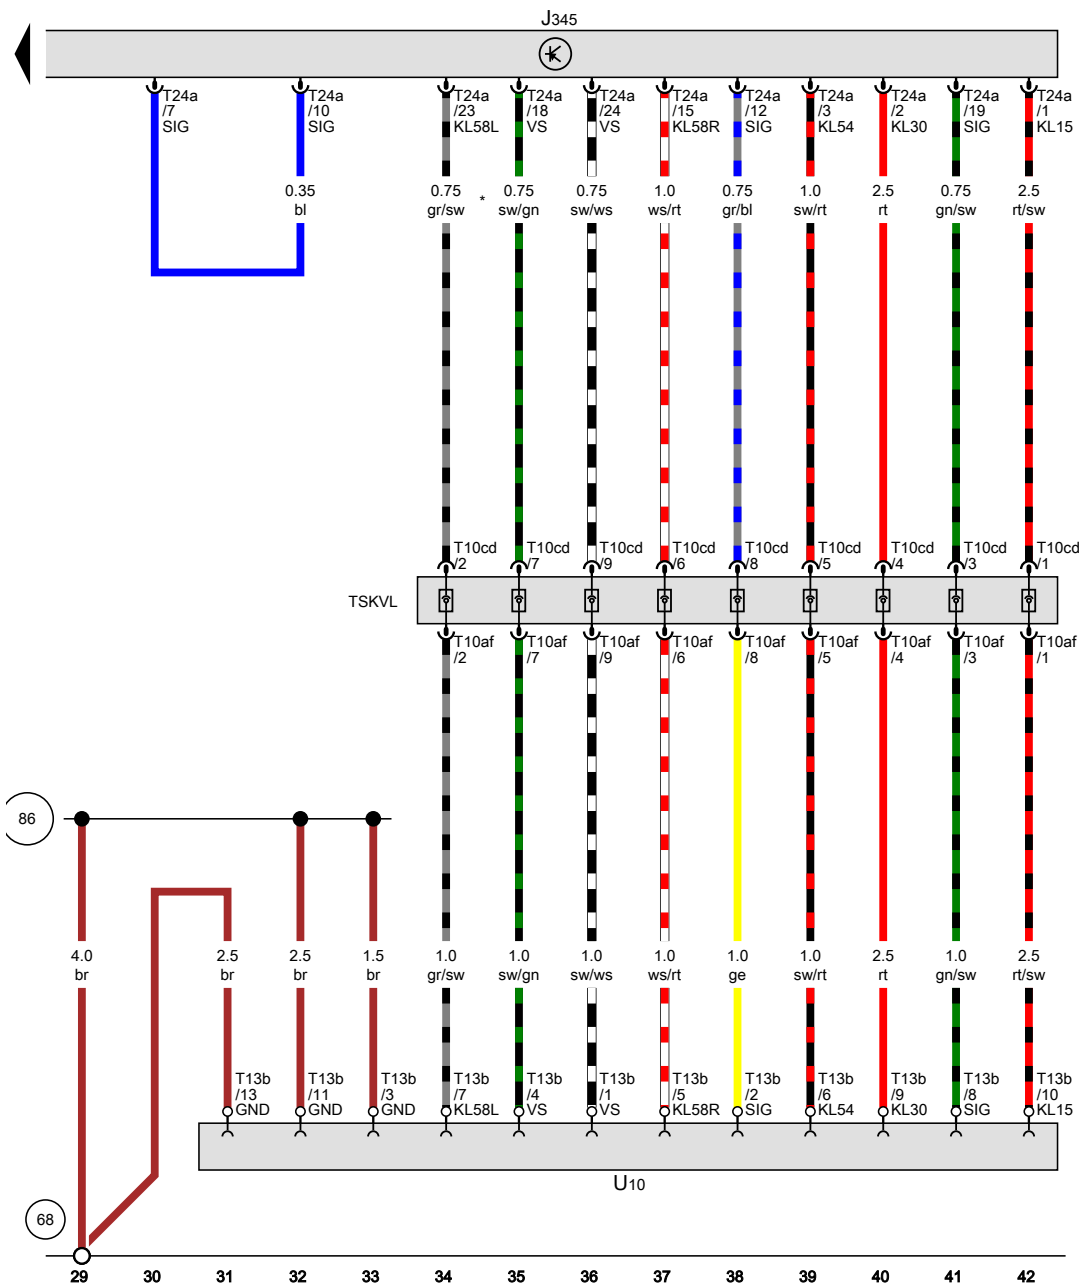 J345
T24a T24a T24a T24a T24a T24a T24a T24a T24a T24a T24a
/7 /10 /23 /18 /24 /15 /12 /3 /2 /19 /1
SIG SIG KL58L VS VS KL58R SIG KL54 KL30 SIG KL15
0.35 0.75 0.75 0.75 1.0 0.75 1.0 2.5 0.75 2.5
bl gr/sw * sw/gn sw/ws ws/rt gr/bl sw/rt rt gn/sw rt/sw
T10cd T10cd T10cd T10cd T10cd T10cd T10cd T10cd T10cd
/2 /7 /9 /6 /8 /5 /4 /3 /1
TSKVL
T10af T10af T10af T10af T10af T10af T10af T10af T10af
/2 /7 /9 /6 /8 /5 /4 /3 /1
86
4.0 2.5 2.5 1.5 1.0 1.0 1.0 1.0 1.0 1.0 2.5 1.0 2.5
br br br br gr/sw sw/gn sw/ws ws/rt ge sw/rt rt gn/sw rt/sw
T13b T13b T13b T13b T13b T13b T13b T13b T13b T13b T13b T13b
/13 /11 /3 /7 /4 /1 /5 /2 /6 /9 /8 /10
GND GND GND KL58L VS VS KL58R SIG KL54 KL30 SIG KL15
U10
68
29 30 31 32 33 34 35 36 37 38 39 40 41 42